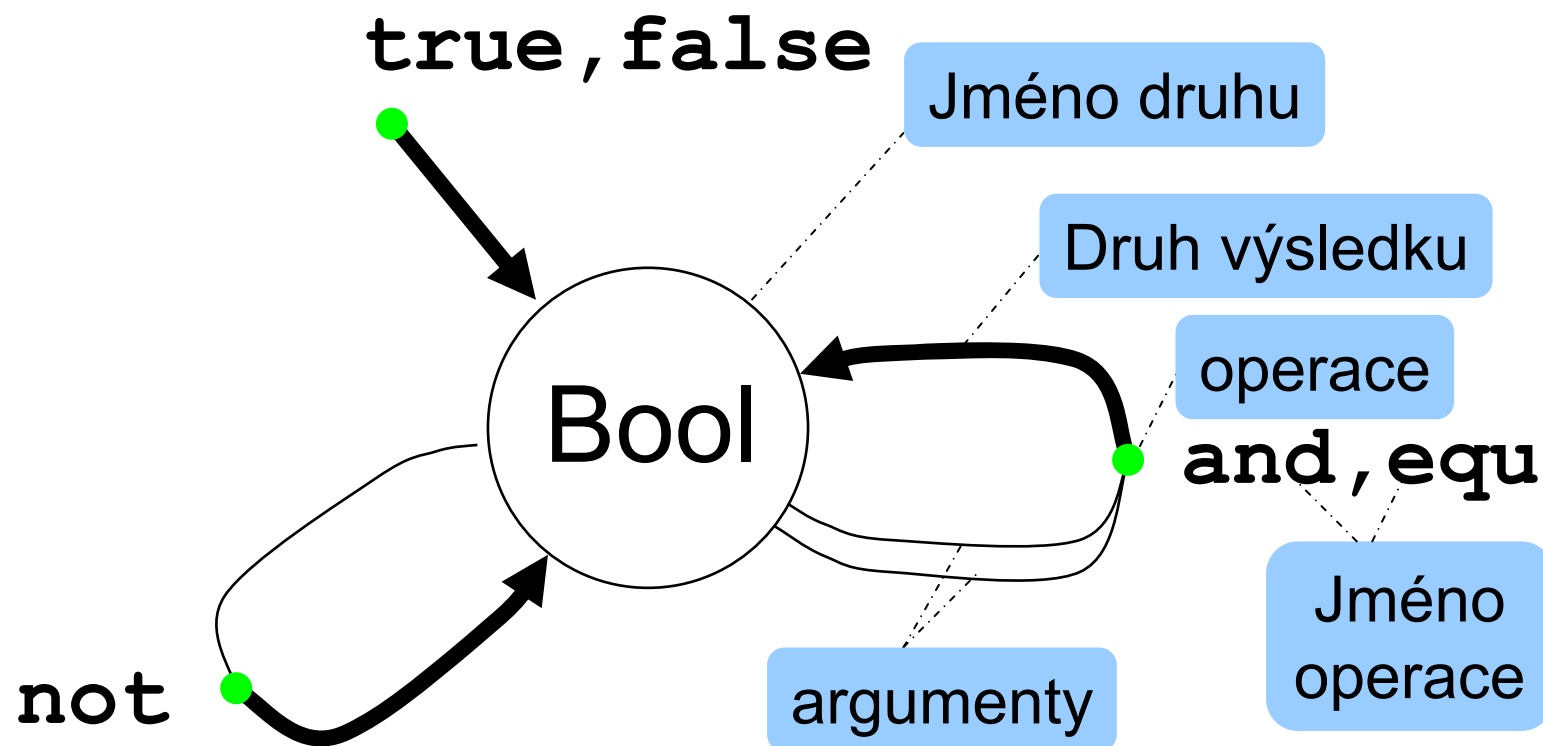 true,false
Jméno druhu
Druh výsledku
operace
Bool
and,equ
Jméno
operace
not
argumenty